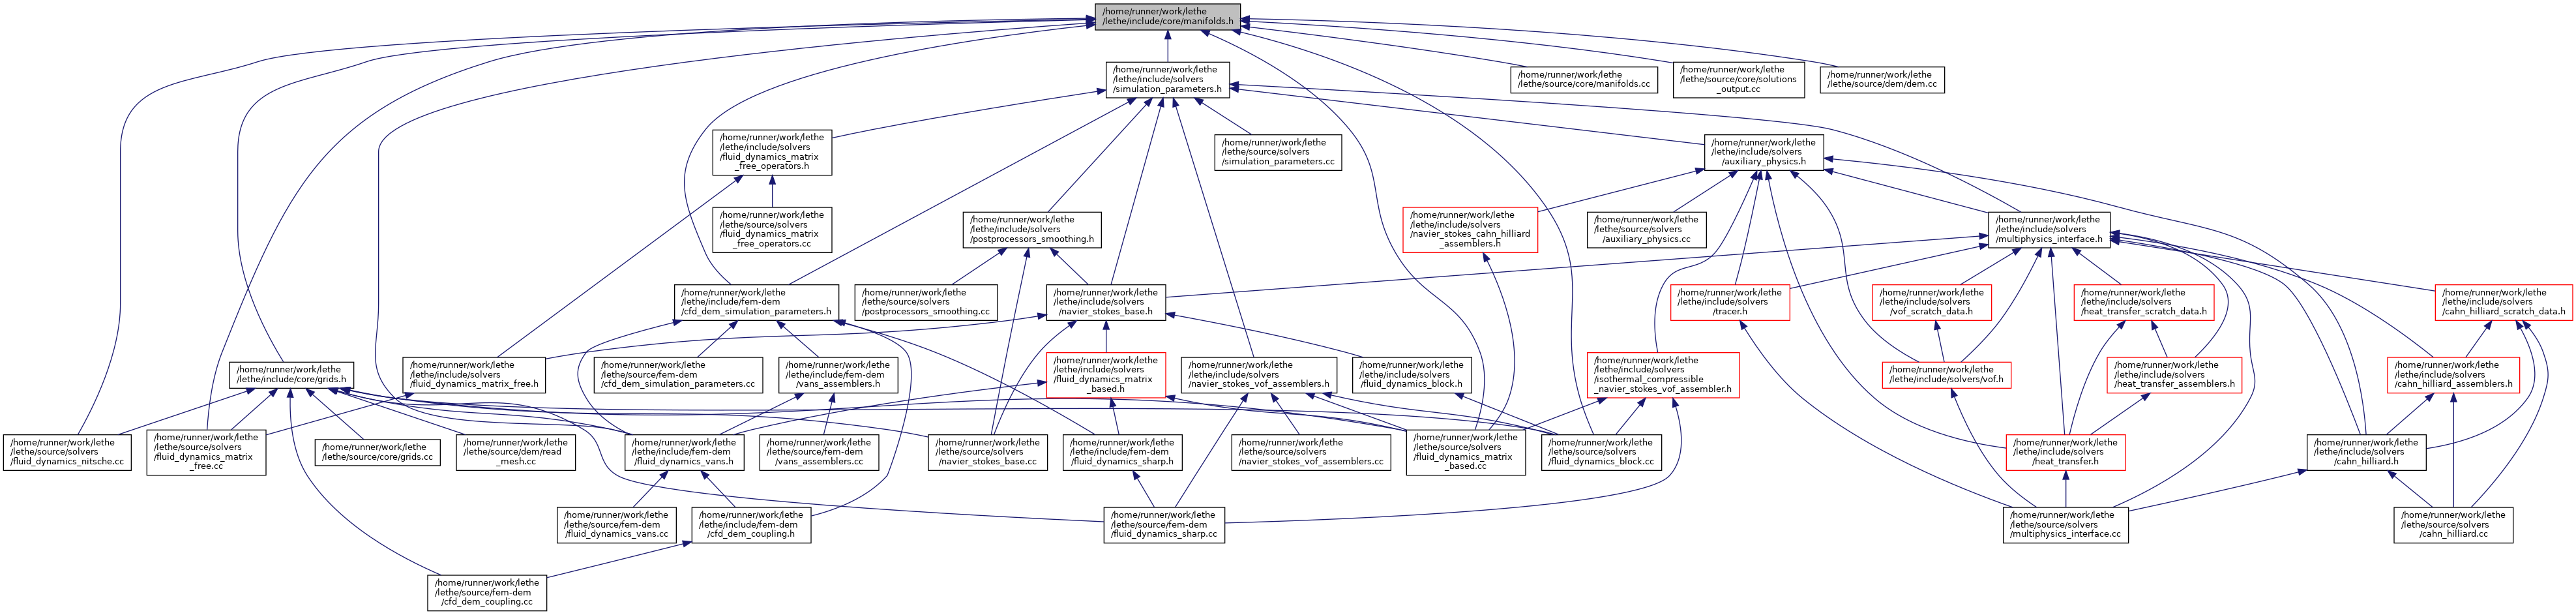 /home/runner/work/lethe
/lethe/include/core/manifolds.h
/home/runner/work/lethe
/lethe/include/solvers
/simulation_parameters.h
/home/runner/work/lethe
/lethe/source/core/manifolds.cc
/home/runner/work/lethe
/lethe/source/core/solutions
_output.cc
/home/runner/work/lethe
/lethe/source/dem/dem.cc
/home/runner/work/lethe
/lethe/include/solvers
/fluid_dynamics_matrix
_free_operators.h
/home/runner/work/lethe
/lethe/source/solvers
/simulation_parameters.cc
/home/runner/work/lethe
/lethe/include/solvers
/auxiliary_physics.h
/home/runner/work/lethe
/lethe/source/solvers
/fluid_dynamics_matrix
_free_operators.cc
/home/runner/work/lethe
/lethe/include/solvers
/postprocessors_smoothing.h
/home/runner/work/lethe
/lethe/include/solvers
/navier_stokes_cahn_hilliard
_assemblers.h
/home/runner/work/lethe
/lethe/source/solvers
/auxiliary_physics.cc
/home/runner/work/lethe
/lethe/include/solvers
/multiphysics_interface.h
/home/runner/work/lethe
/lethe/include/fem-dem
/cfd_dem_simulation_parameters.h
/home/runner/work/lethe
/lethe/source/solvers
/postprocessors_smoothing.cc
/home/runner/work/lethe
/lethe/include/solvers
/navier_stokes_base.h
/home/runner/work/lethe
/lethe/include/solvers
/tracer.h
/home/runner/work/lethe
/lethe/include/solvers
/vof_scratch_data.h
/home/runner/work/lethe
/lethe/include/solvers
/heat_transfer_scratch_data.h
/home/runner/work/lethe
/lethe/include/solvers
/cahn_hilliard_scratch_data.h
/home/runner/work/lethe
/lethe/include/core/grids.h
/home/runner/work/lethe
/lethe/include/solvers
/fluid_dynamics_matrix_free.h
/home/runner/work/lethe
/lethe/source/fem-dem
/cfd_dem_simulation_parameters.cc
/home/runner/work/lethe
/lethe/include/fem-dem
/vans_assemblers.h
/home/runner/work/lethe
/lethe/include/solvers
/fluid_dynamics_matrix
_based.h
/home/runner/work/lethe
/lethe/include/solvers
/navier_stokes_vof_assemblers.h
/home/runner/work/lethe
/lethe/include/solvers
/fluid_dynamics_block.h
/home/runner/work/lethe
/lethe/include/solvers
/isothermal_compressible
_navier_stokes_vof_assembler.h
/home/runner/work/lethe
/lethe/include/solvers/vof.h
/home/runner/work/lethe
/lethe/include/solvers
/heat_transfer_assemblers.h
/home/runner/work/lethe
/lethe/include/solvers
/cahn_hilliard_assemblers.h
/home/runner/work/lethe
/lethe/source/solvers
/fluid_dynamics_nitsche.cc
/home/runner/work/lethe
/lethe/source/solvers
/fluid_dynamics_matrix
_free.cc
/home/runner/work/lethe
/lethe/source/core/grids.cc
/home/runner/work/lethe
/lethe/source/dem/read
_mesh.cc
/home/runner/work/lethe
/lethe/include/fem-dem
/fluid_dynamics_vans.h
/home/runner/work/lethe
/lethe/source/fem-dem
/vans_assemblers.cc
/home/runner/work/lethe
/lethe/source/solvers
/navier_stokes_base.cc
/home/runner/work/lethe
/lethe/include/fem-dem
/fluid_dynamics_sharp.h
/home/runner/work/lethe
/lethe/source/solvers
/navier_stokes_vof_assemblers.cc
/home/runner/work/lethe
/lethe/source/solvers
/fluid_dynamics_matrix
_based.cc
/home/runner/work/lethe
/lethe/source/solvers
/fluid_dynamics_block.cc
/home/runner/work/lethe
/lethe/include/solvers
/heat_transfer.h
/home/runner/work/lethe
/lethe/include/solvers
/cahn_hilliard.h
/home/runner/work/lethe
/lethe/source/fem-dem
/fluid_dynamics_vans.cc
/home/runner/work/lethe
/lethe/include/fem-dem
/cfd_dem_coupling.h
/home/runner/work/lethe
/lethe/source/fem-dem
/fluid_dynamics_sharp.cc
/home/runner/work/lethe
/lethe/source/solvers
/multiphysics_interface.cc
/home/runner/work/lethe
/lethe/source/solvers
/cahn_hilliard.cc
/home/runner/work/lethe
/lethe/source/fem-dem
/cfd_dem_coupling.cc